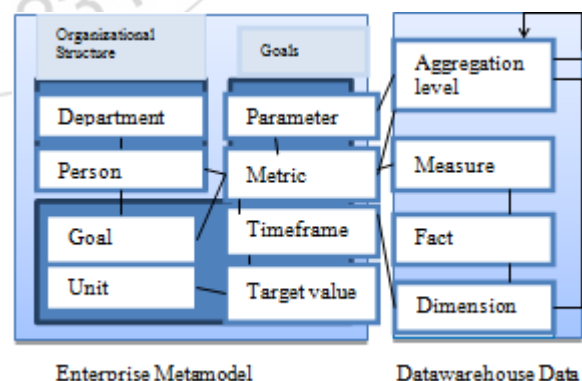 Organizational
Structure
Goals
Aggregation
level
Department
Parameter
Person
Metric
Measure
Goal
Timeframe
Fact
Unit
Target value
Dimension
Enterprise Metamodel
Datawarehouse Data